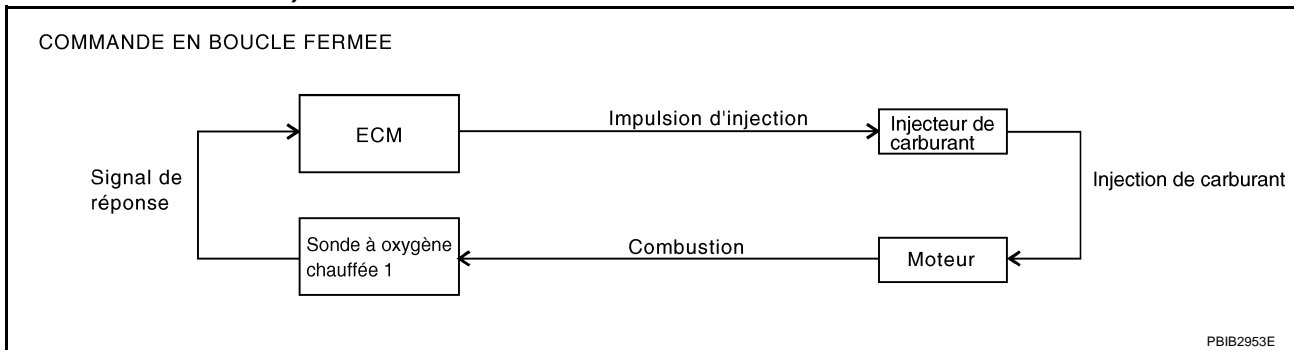 COMMANDE EN BOUCLE FERMEE
ECM
Impulsion d'injection
Injecteur de
carburant
Signal de
réponse
Injection de carburant
Sonde à oxygène
chauffée 1
Combustion
Moteur
PBIB2953E